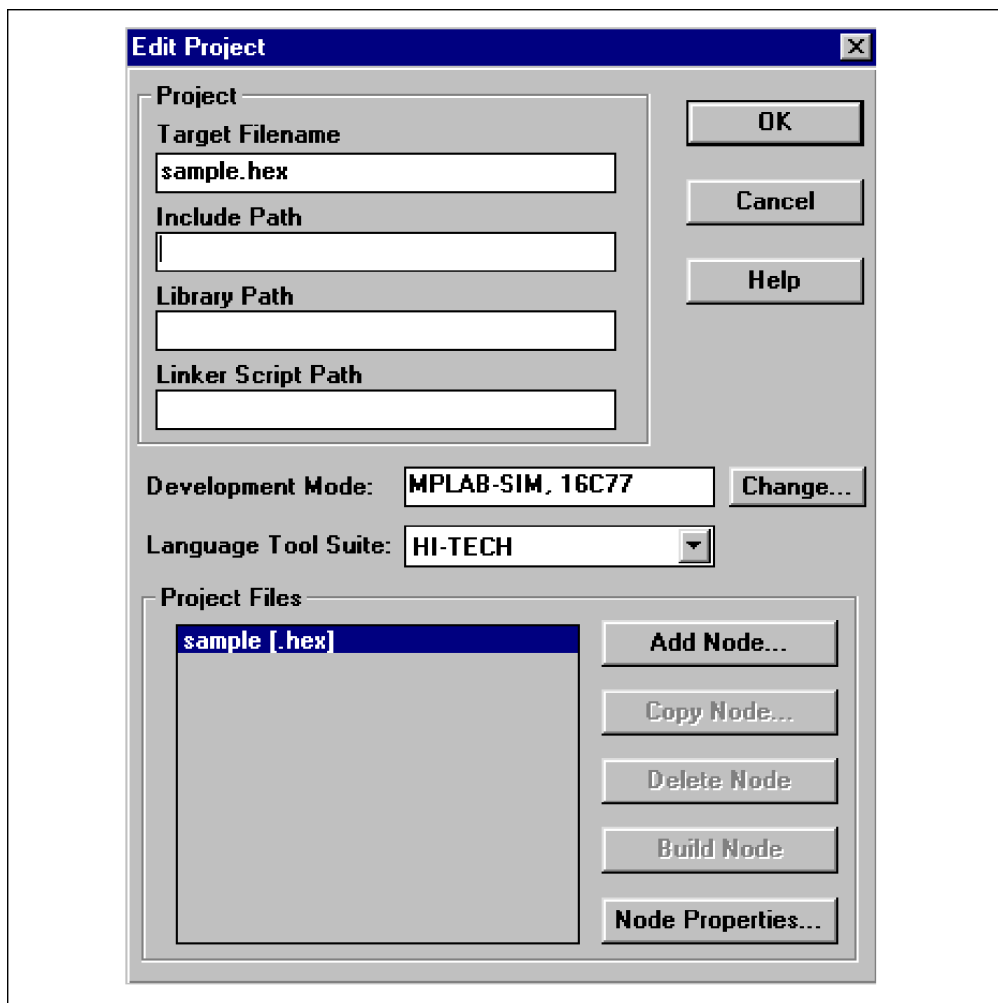 Edit Project
Project
Target Filename
sample.hex
Include Path
Library Path
Linker Script Path
OK
Cancel
Help
Development Mode: MPLAB-SIM, 16C77 Change...
Language Tool Suite: HI-TECH
Project Files
sample [.hex]
Add Node...
Copy Node...
Delete Node
Build Node
Node Properties...